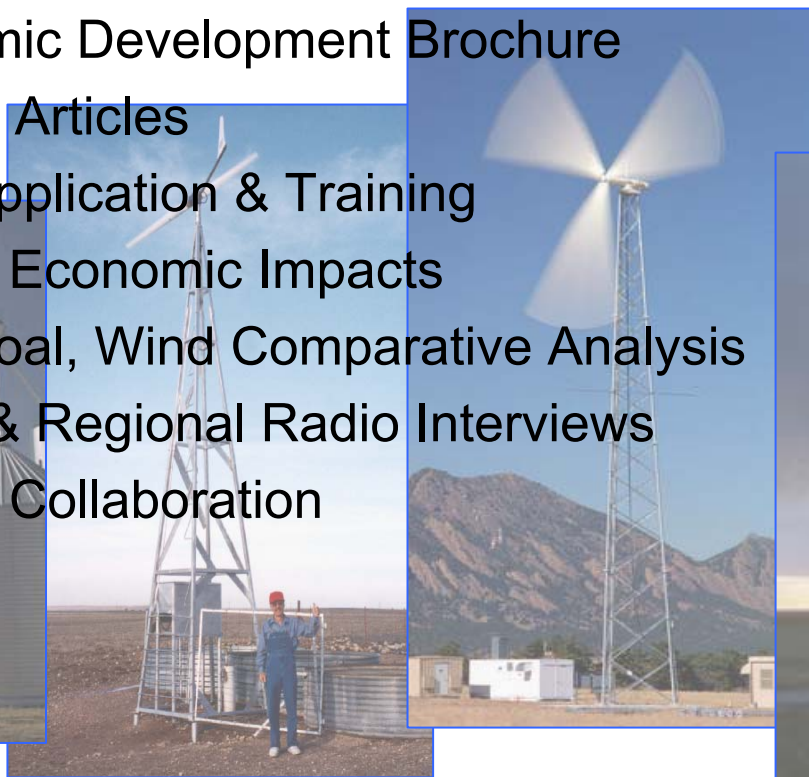 mic Development Brochure
Articles
pplication & Training
Economic Impacts
oal, Wind Comparative Analysis
& Regional Radio Interviews
Collaboration